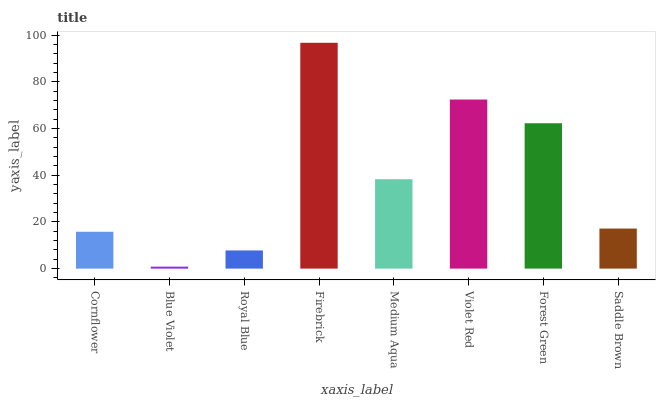 title
100
80
60
40
20
0
yaxis_label
Cornflower
Blue Violet
Royal Blue
Firebrick
Medium Aqua
Violet Red
Forest Green
Saddle Brown
xaxis_label